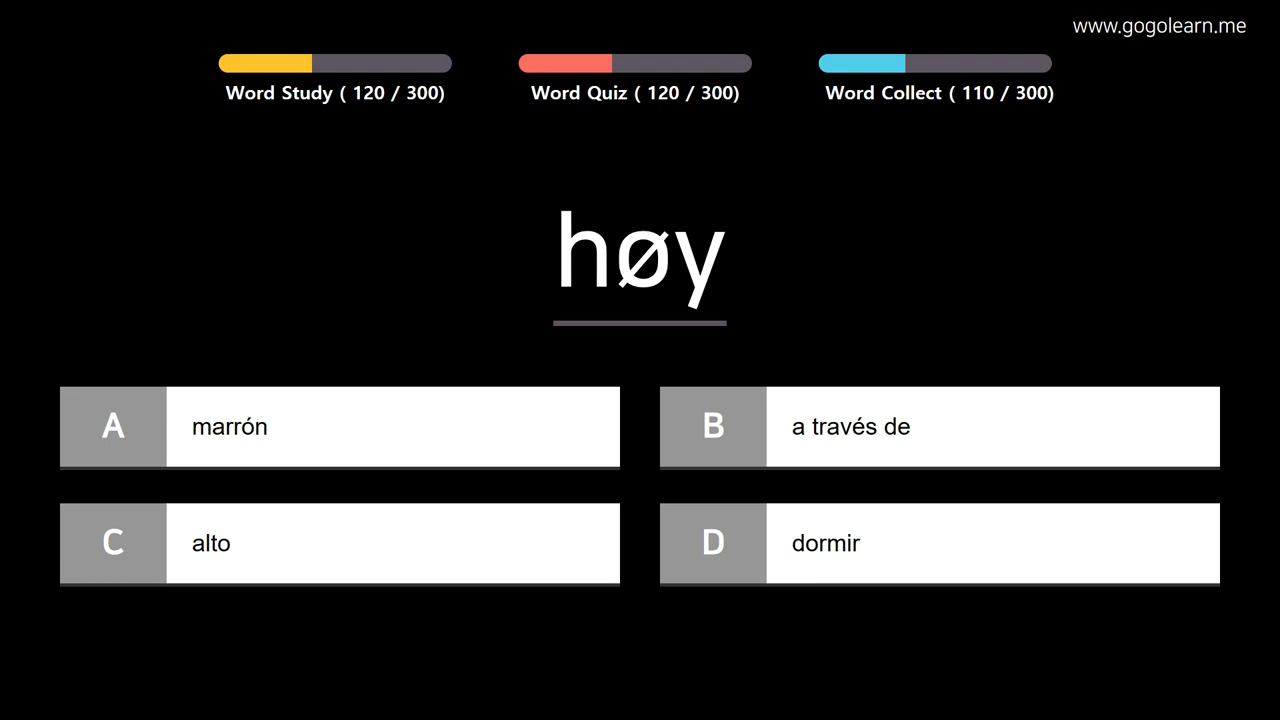 www.gogolearn.me
Word Study ( 120 / 300)
Word Quiz ( 120 / 300)
Word Collect ( 110 / 300)
høy
A marrón
B a través de
C alto
D dormir